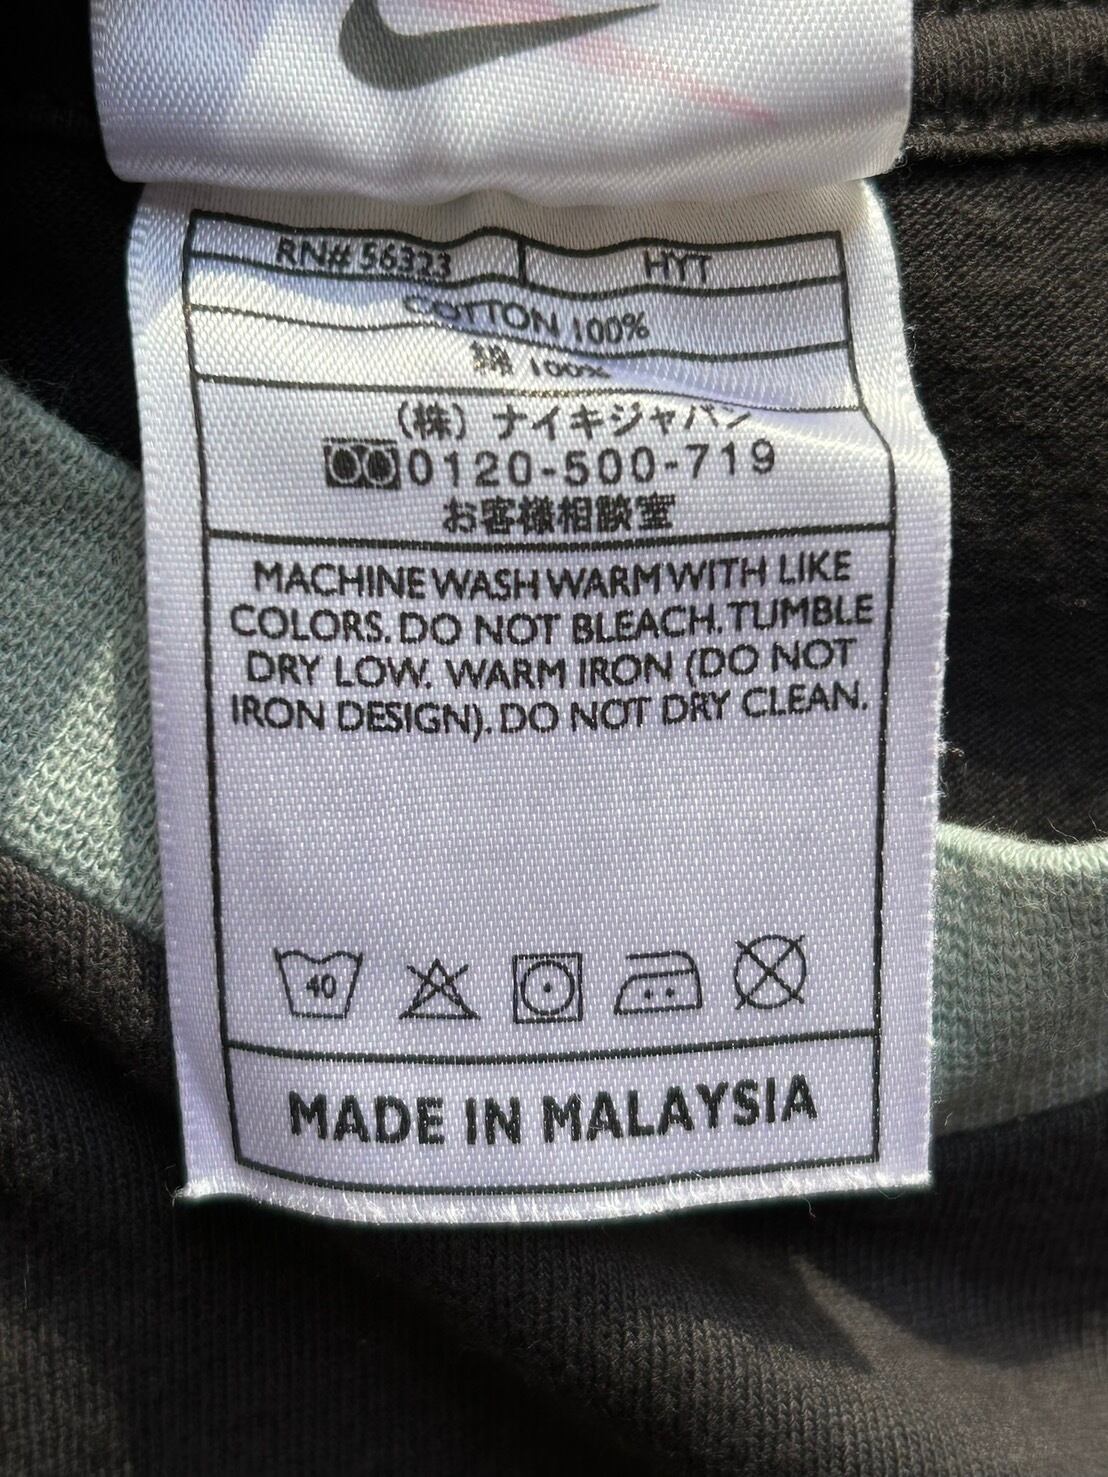 RN# 56323 HYT
COTTON 100%
綿 100%
(株) ナイキジャパン
0120-500-719
お客様相談室
MACHINE WASH WARM WITH LIKE
COLORS. DO NOT BLEACH. TUMBLE
DRY LOW. WARM IRON (DO NOT
IRON DESIGN). DO NOT DRY CLEAN.
40
MADE IN MALAYSIA